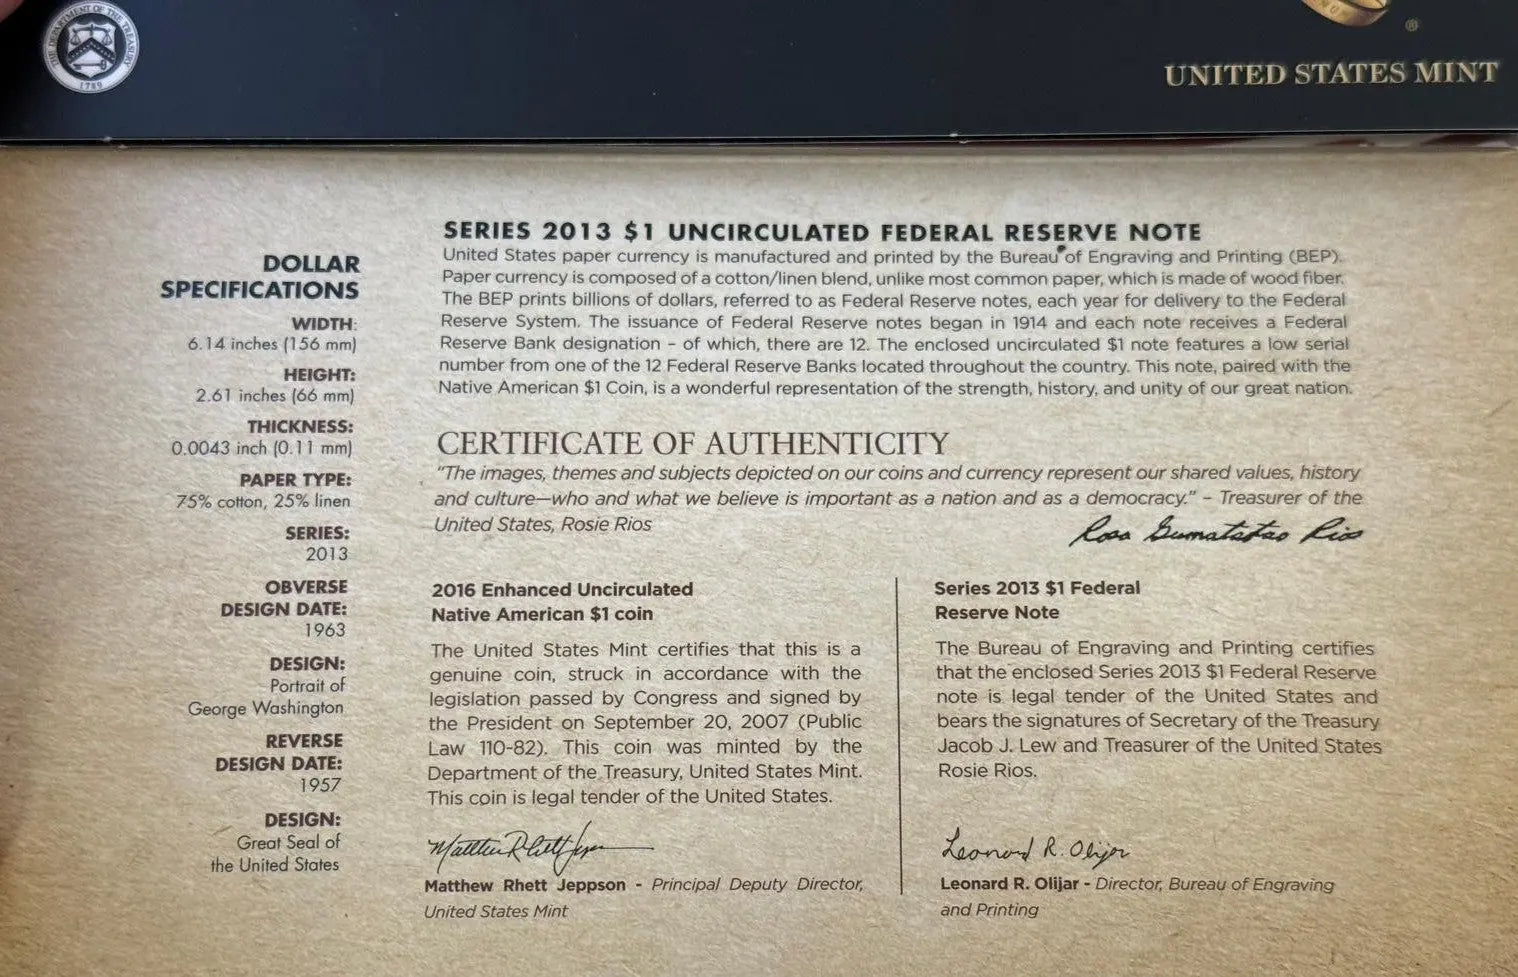 THE DEPARTMENT OF THE TREASURY
1789
®
UNITED STATES MINT
DOLLAR
SPECIFICATIONS
WIDTH:
6.14 inches (156 mm)
HEIGHT:
2.61 inches (66 mm)
THICKNESS:
0.0043 inch (0.11 mm)
PAPER TYPE:
75% cotton, 25% linen
SERIES:
2013
OBVERSE
DESIGN DATE:
1963
DESIGN:
Portrait of
George Washington
REVERSE
DESIGN DATE:
1957
DESIGN:
Great Seal of
the United States
SERIES 2013 $1 UNCIRCULATED FEDERAL RESERVE NOTE
United States paper currency is manufactured and printed by the Bureau of Engraving and Printing (BEP).
Paper currency is composed of a cotton/linen blend, unlike most common paper, which is made of wood fiber.
The BEP prints billions of dollars, referred to as Federal Reserve notes, each year for delivery to the Federal
Reserve System. The issuance of Federal Reserve notes began in 1914 and each note receives a Federal
Reserve Bank designation – of which, there are 12. The enclosed uncirculated $1 note features a low serial
number from one of the 12 Federal Reserve Banks located throughout the country. This note, paired with the
Native American $1 Coin, is a wonderful representation of the strength, history, and unity of our great nation.
CERTIFICATE OF AUTHENTICITY
"The images, themes and subjects depicted on our coins and currency represent our shared values, history
and culture—who and what we believe is important as a nation and as a democracy." – Treasurer of the
United States, Rosie Rios
Rosa Gumatatao Rios
2016 Enhanced Uncirculated
Native American $1 coin
The United States Mint certifies that this is a
genuine coin, struck in accordance with the
legislation passed by Congress and signed by
the President on September 20, 2007 (Public
Law 110-82). This coin was minted by the
Department of the Treasury, United States Mint.
This coin is legal tender of the United States.
Matthew Rhett Jeppson
Matthew Rhett Jeppson - Principal Deputy Director,
United States Mint
Series 2013 $1 Federal
Reserve Note
The Bureau of Engraving and Printing certifies
that the enclosed Series 2013 $1 Federal Reserve
note is legal tender of the United States and
bears the signatures of Secretary of the Treasury
Jacob J. Lew and Treasurer of the United States
Rosie Rios.
Leonard R. Olijar
Leonard R. Olijar - Director, Bureau of Engraving
and Printing